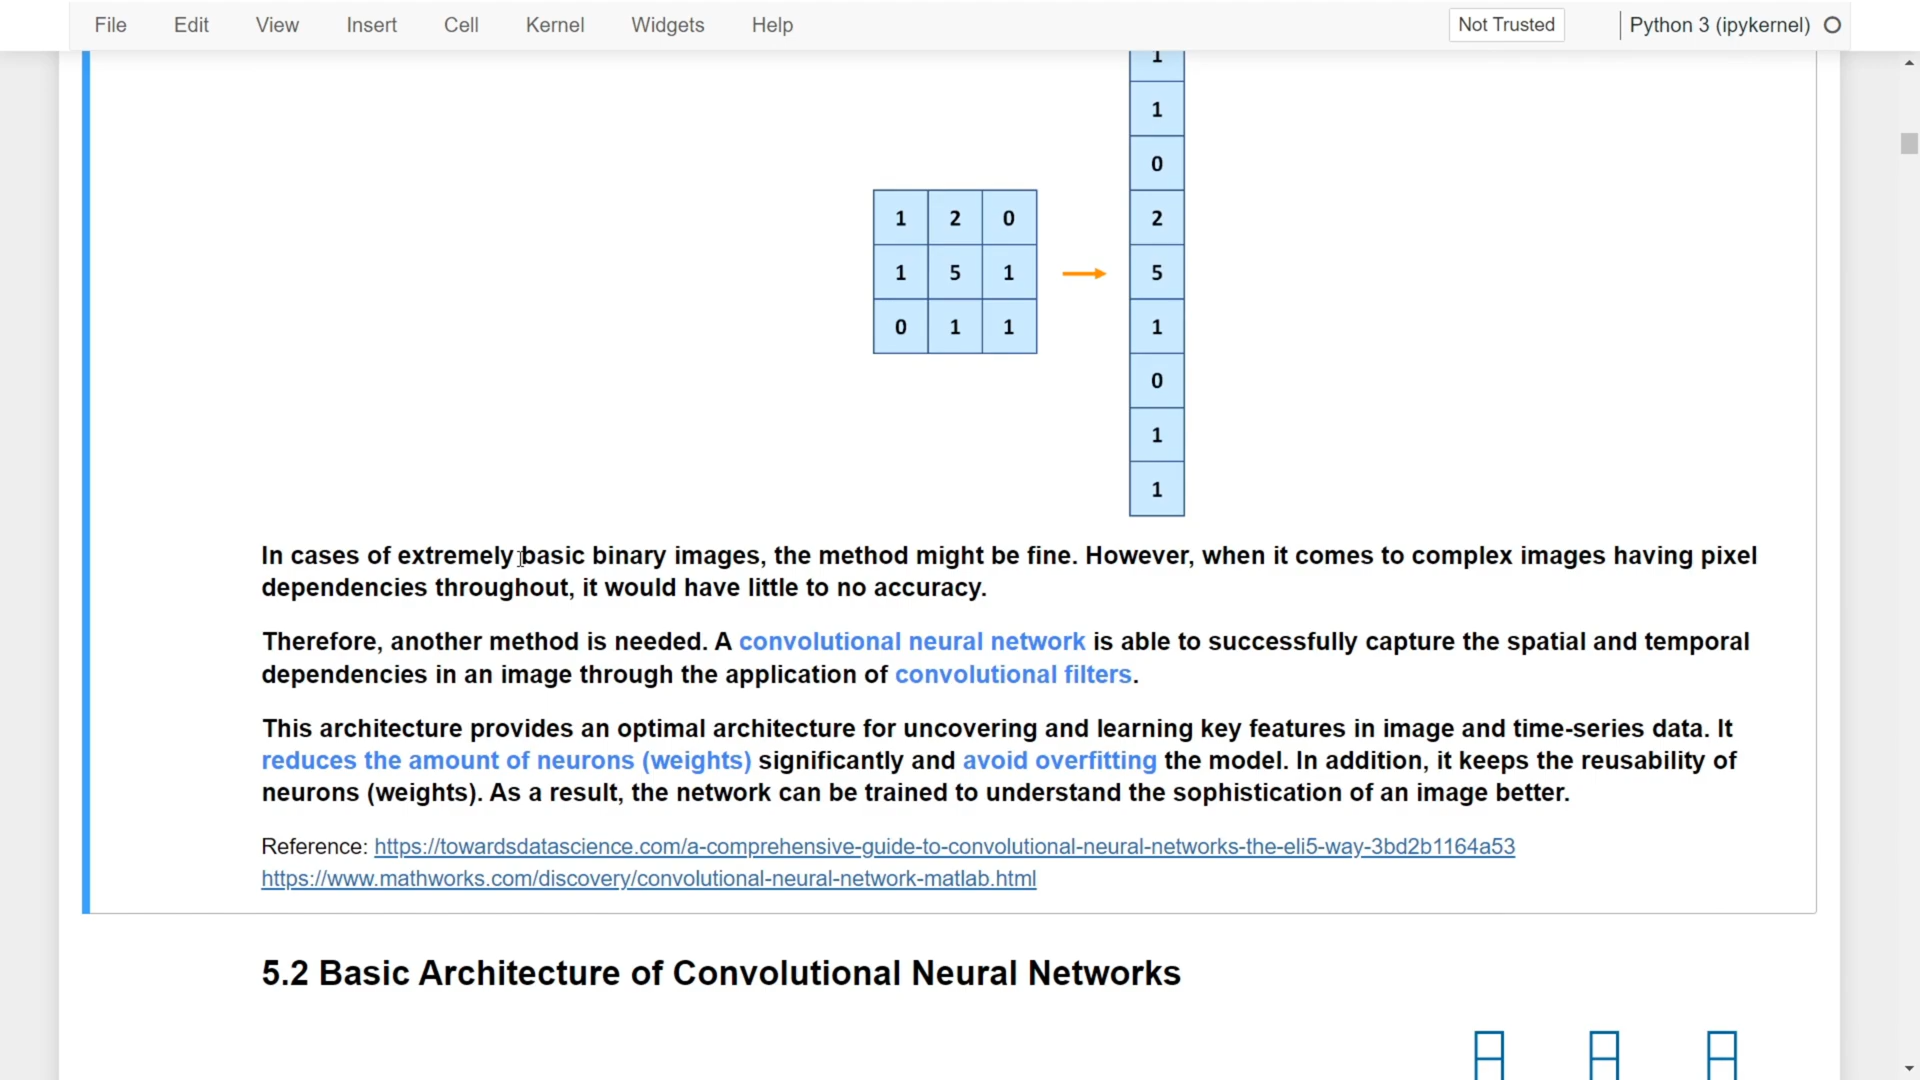 File Edit View Insert Cell Kernel Widgets Help Not Trusted Python 3 (ipykernel)
1
1
0
1 2 0 2
1 5 1 5
0 1 1 1
0
1
1
In cases of extremely basic binary images, the method might be fine. However, when it comes to complex images having pixel
dependencies throughout, it would have little to no accuracy.
Therefore, another method is needed. A convolutional neural network is able to successfully capture the spatial and temporal
dependencies in an image through the application of convolutional filters.
This architecture provides an optimal architecture for uncovering and learning key features in image and time-series data. It
reduces the amount of neurons (weights) significantly and avoid overfitting the model. In addition, it keeps the reusability of
neurons (weights). As a result, the network can be trained to understand the sophistication of an image better.
Reference: https://towardsdatascience.com/a-comprehensive-guide-to-convolutional-neural-networks-the-eli5-way-3bd2b1164a53
https://www.mathworks.com/discovery/convolutional-neural-network-matlab.html
5.2 Basic Architecture of Convolutional Neural Networks